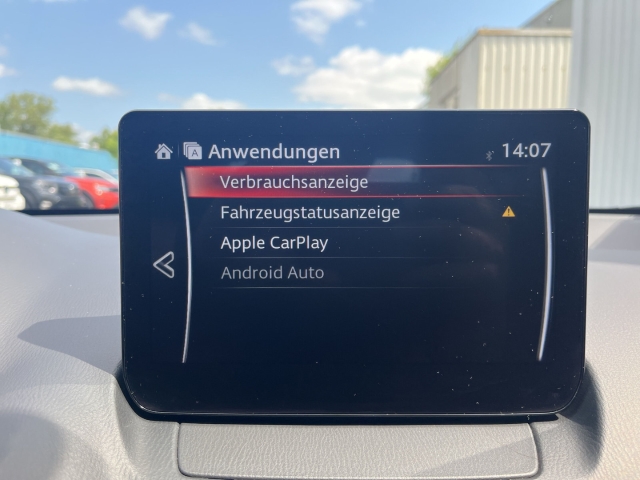 A Anwendungen 14:07
Verbrauchsanzeige
Fahrzeugstatusanzeige
Apple CarPlay
Android Auto